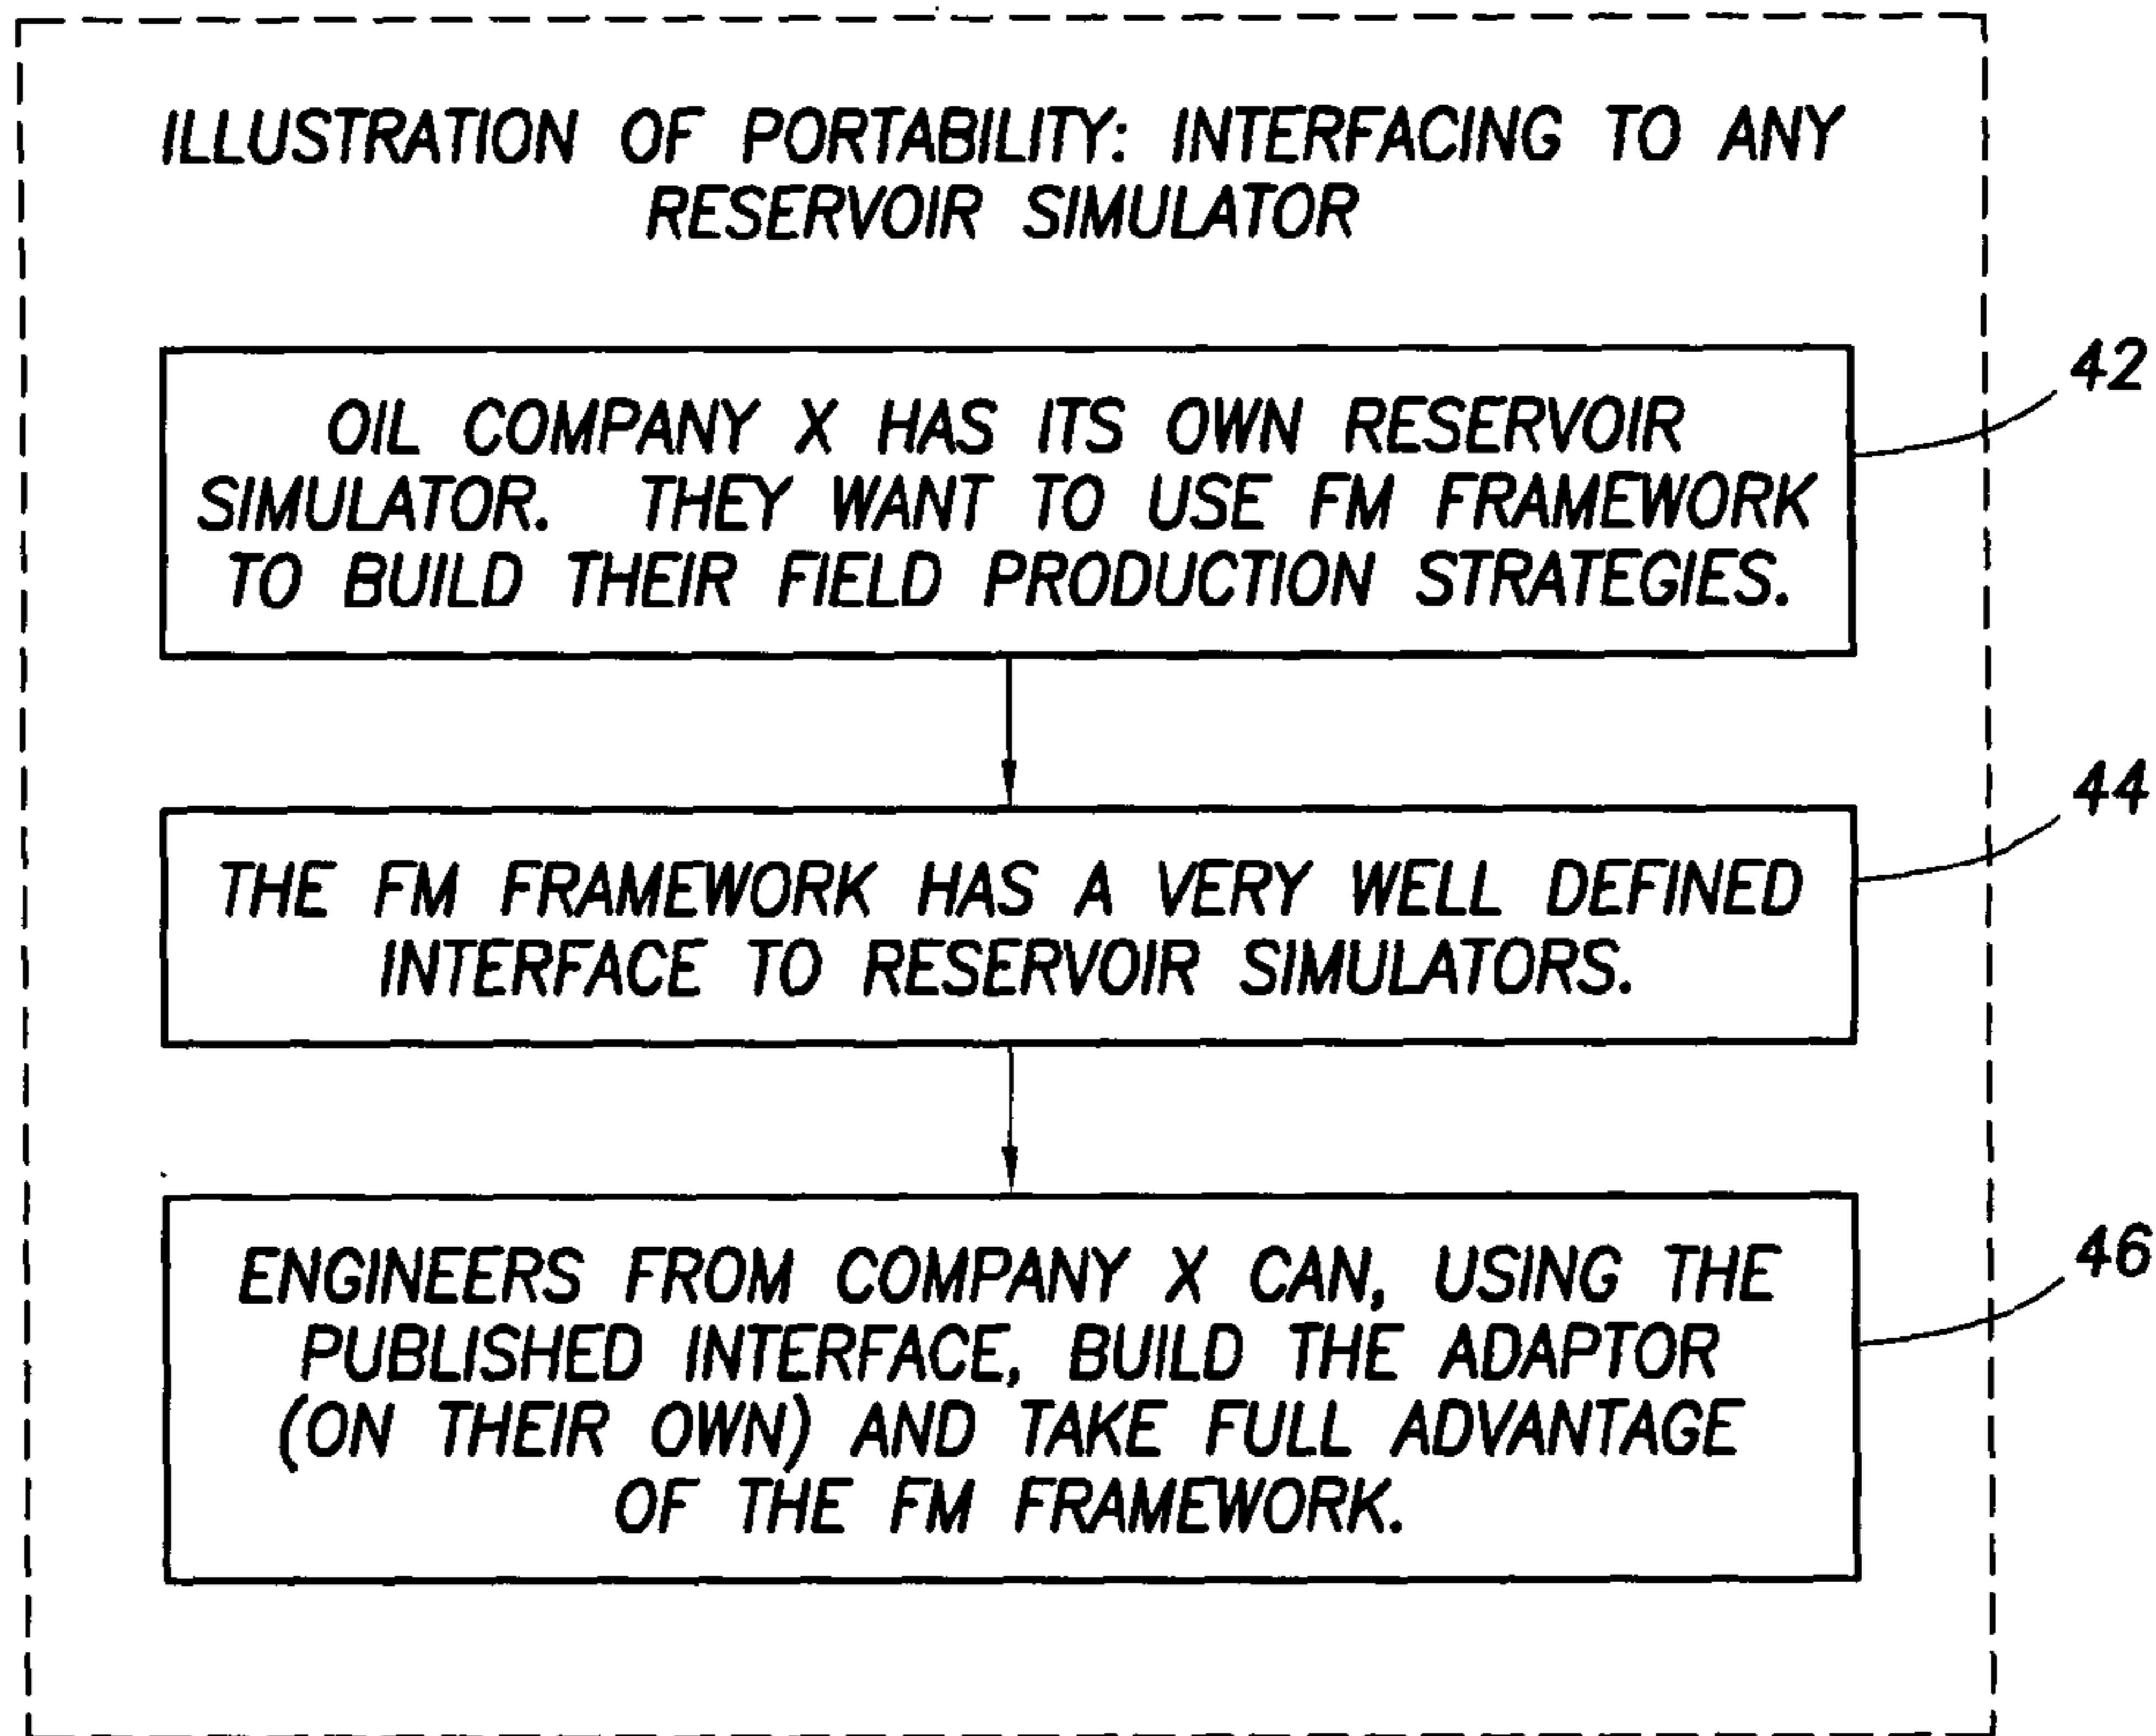 ILLUSTRATION OF PORTABILITY: INTERFACING TO ANY
RESERVOIR SIMULATOR
42
OIL COMPANY X HAS ITS OWN RESERVOIR
SIMULATOR. THEY WANT TO USE FM FRAMEWORK
TO BUILD THEIR FIELD PRODUCTION STRATEGIES.
44
THE FM FRAMEWORK HAS A VERY WELL DEFINED
INTERFACE TO RESERVOIR SIMULATORS.
46
ENGINEERS FROM COMPANY X CAN, USING THE
PUBLISHED INTERFACE, BUILD THE ADAPTOR
(ON THEIR OWN) AND TAKE FULL ADVANTAGE
OF THE FM FRAMEWORK.